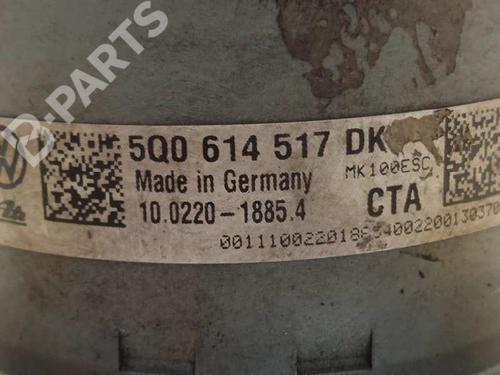 B-PARTS
5Q0 614 517 DK
Made in Germany
MK100ESC
10.0220-1885.4
CTA